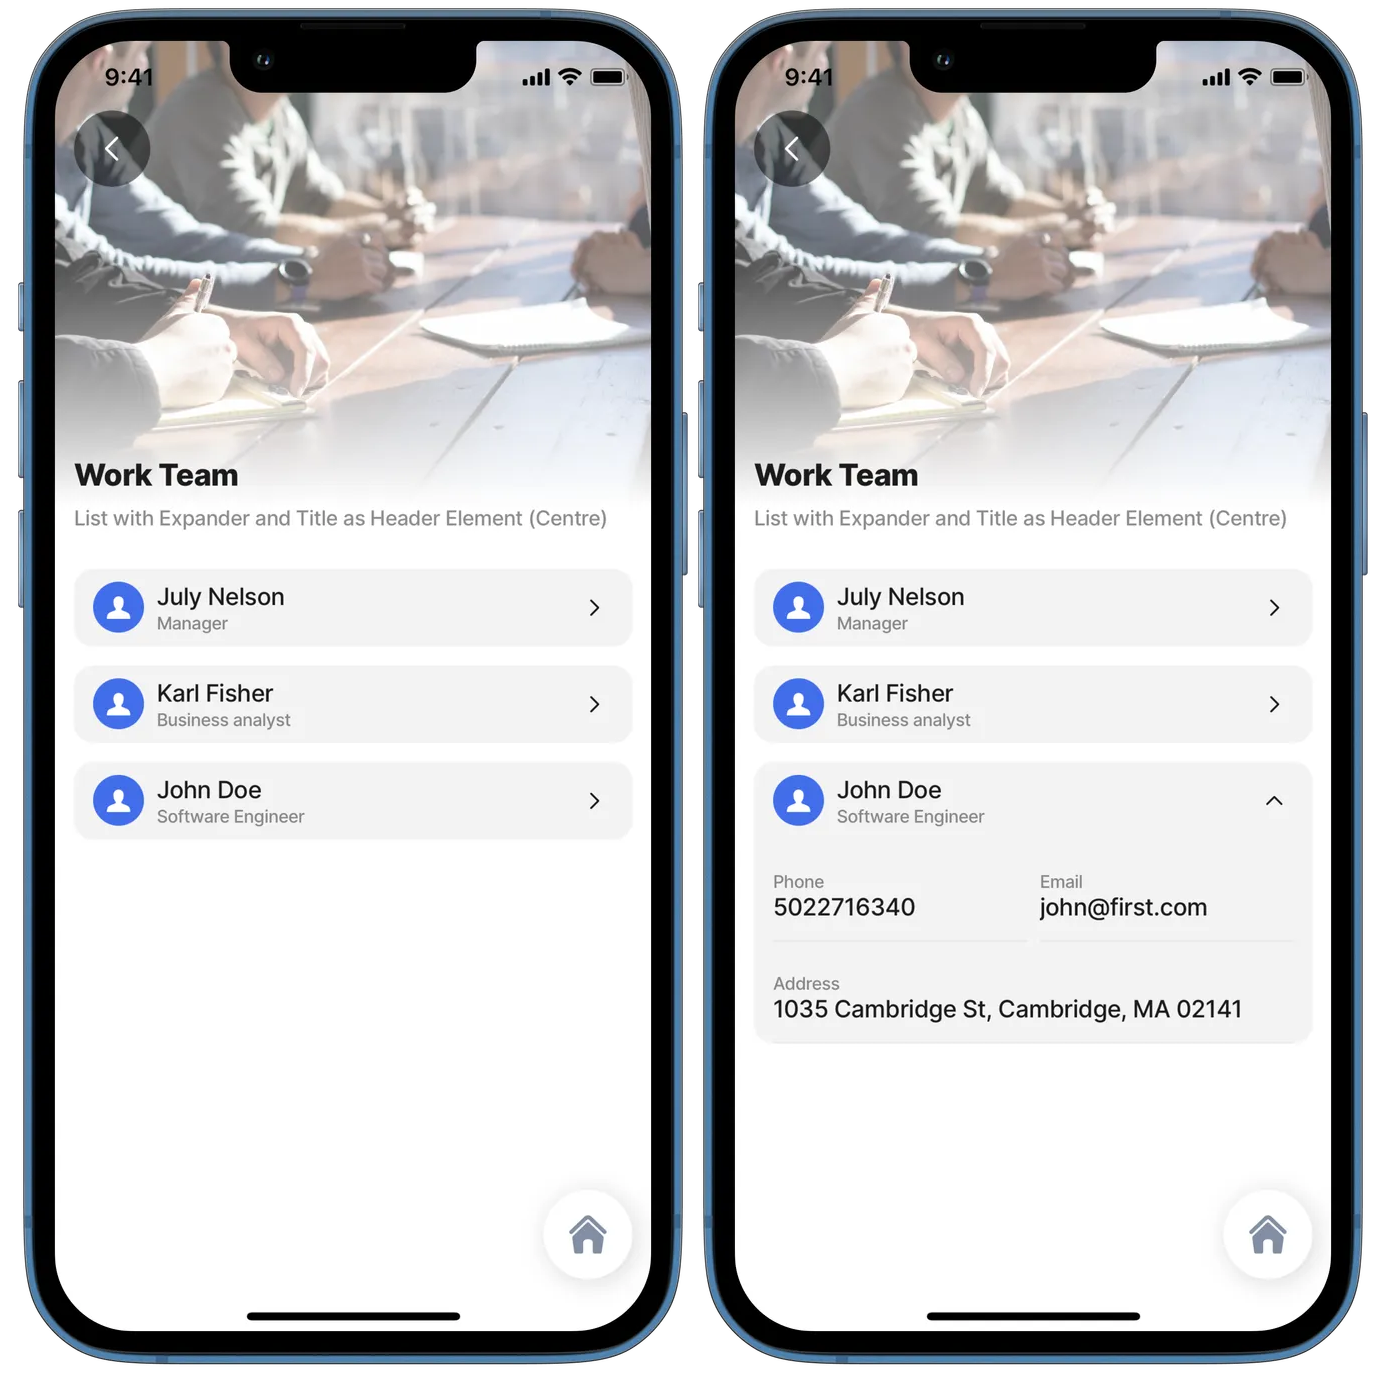 9:41
Work Team
List with Expander and Title as Header Element (Centre)
July Nelson
Manager
Karl Fisher
Business analyst
John Doe
Software Engineer
9:41
Work Team
List with Expander and Title as Header Element (Centre)
July Nelson
Manager
Karl Fisher
Business analyst
John Doe
Software Engineer
Phone
5022716340
Email
john@first.com
Address
1035 Cambridge St, Cambridge, MA 02141